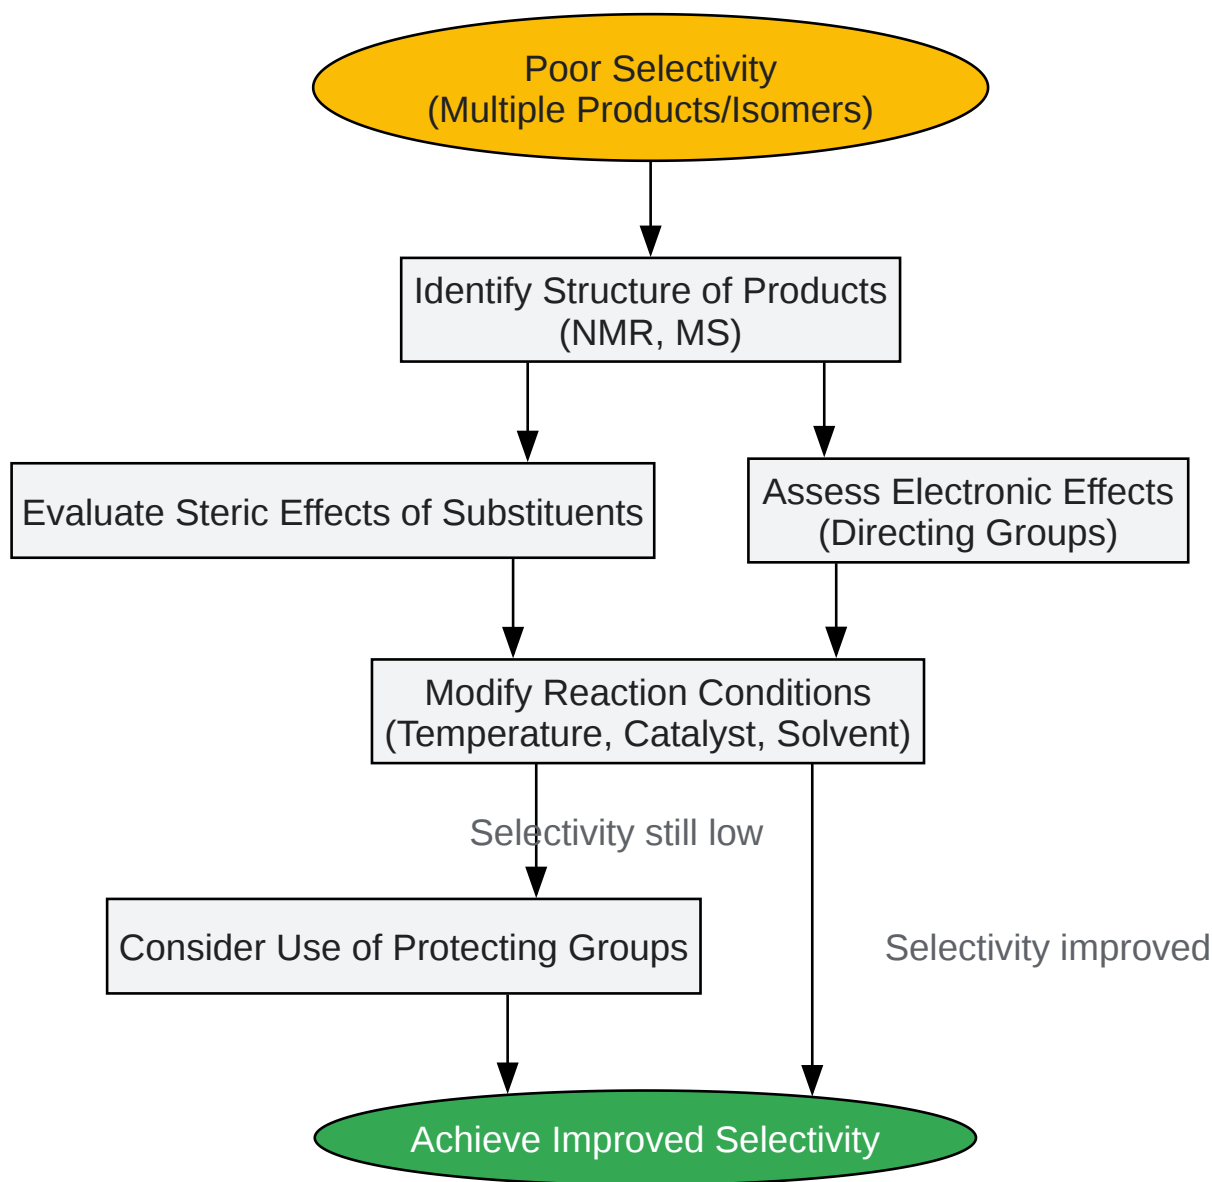 Poor Selectivity
(Multiple Products/Isomers)
Identify Structure of Products
(NMR, MS)
Evaluate Steric Effects of Substituents
Assess Electronic Effects
(Directing Groups)
Modify Reaction Conditions
(Temperature, Catalyst, Solvent)
Selectivity still low
Consider Use of Protecting Groups
Selectivity improved
Achieve Improved Selectivity